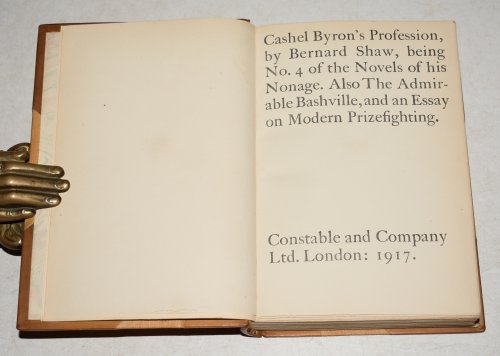 Cashel Byron's Profession,
by Bernard Shaw, being
No. 4 of the Novels of his
Nonage. Also The Admir-
able Bashville, and an Essay
on Modern Prizefighting.
Constable and Company
Ltd. London: 1917.